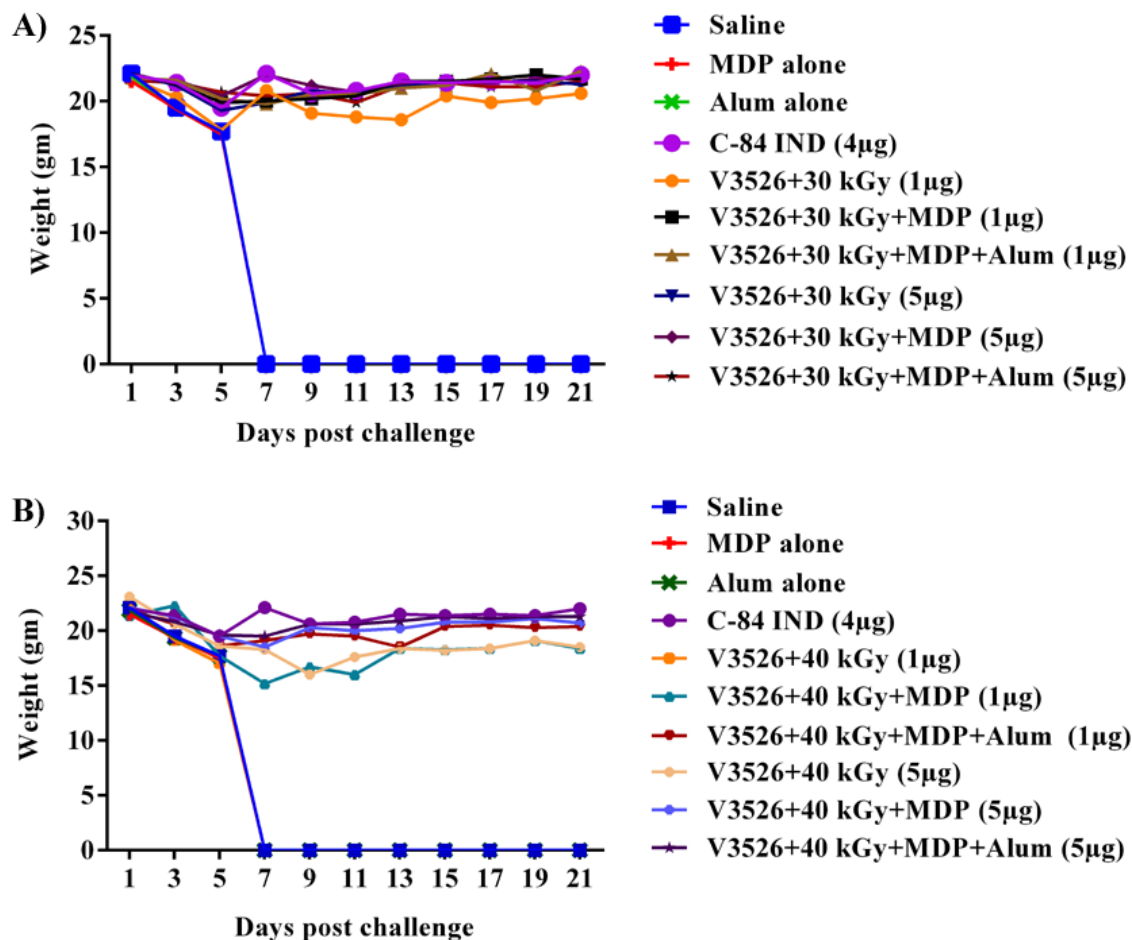 A)
25
20
15
10
5
0
Weight (gm)
1 3 5 7 9 11 13 15 17 19 21
Days post challenge
Saline
MDP alone
Alum alone
C-84 IND (4µg)
V3526+30 kGy (1µg)
V3526+30 kGy+MDP (1µg)
V3526+30 kGy+MDP+Alum (1µg)
V3526+30 kGy (5µg)
V3526+30 kGy+MDP (5µg)
V3526+30 kGy+MDP+Alum (5µg)
B)
30
25
20
15
10
5
0
Weight (gm)
1 3 5 7 9 11 13 15 17 19 21
Days post challenge
Saline
MDP alone
Alum alone
C-84 IND (4µg)
V3526+40 kGy (1µg)
V3526+40 kGy+MDP (1µg)
V3526+40 kGy+MDP+Alum (1µg)
V3526+40 kGy (5µg)
V3526+40 kGy+MDP (5µg)
V3526+40 kGy+MDP+Alum (5µg)